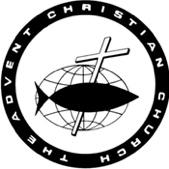 THE ADVENT CHRISTIAN CHURCH